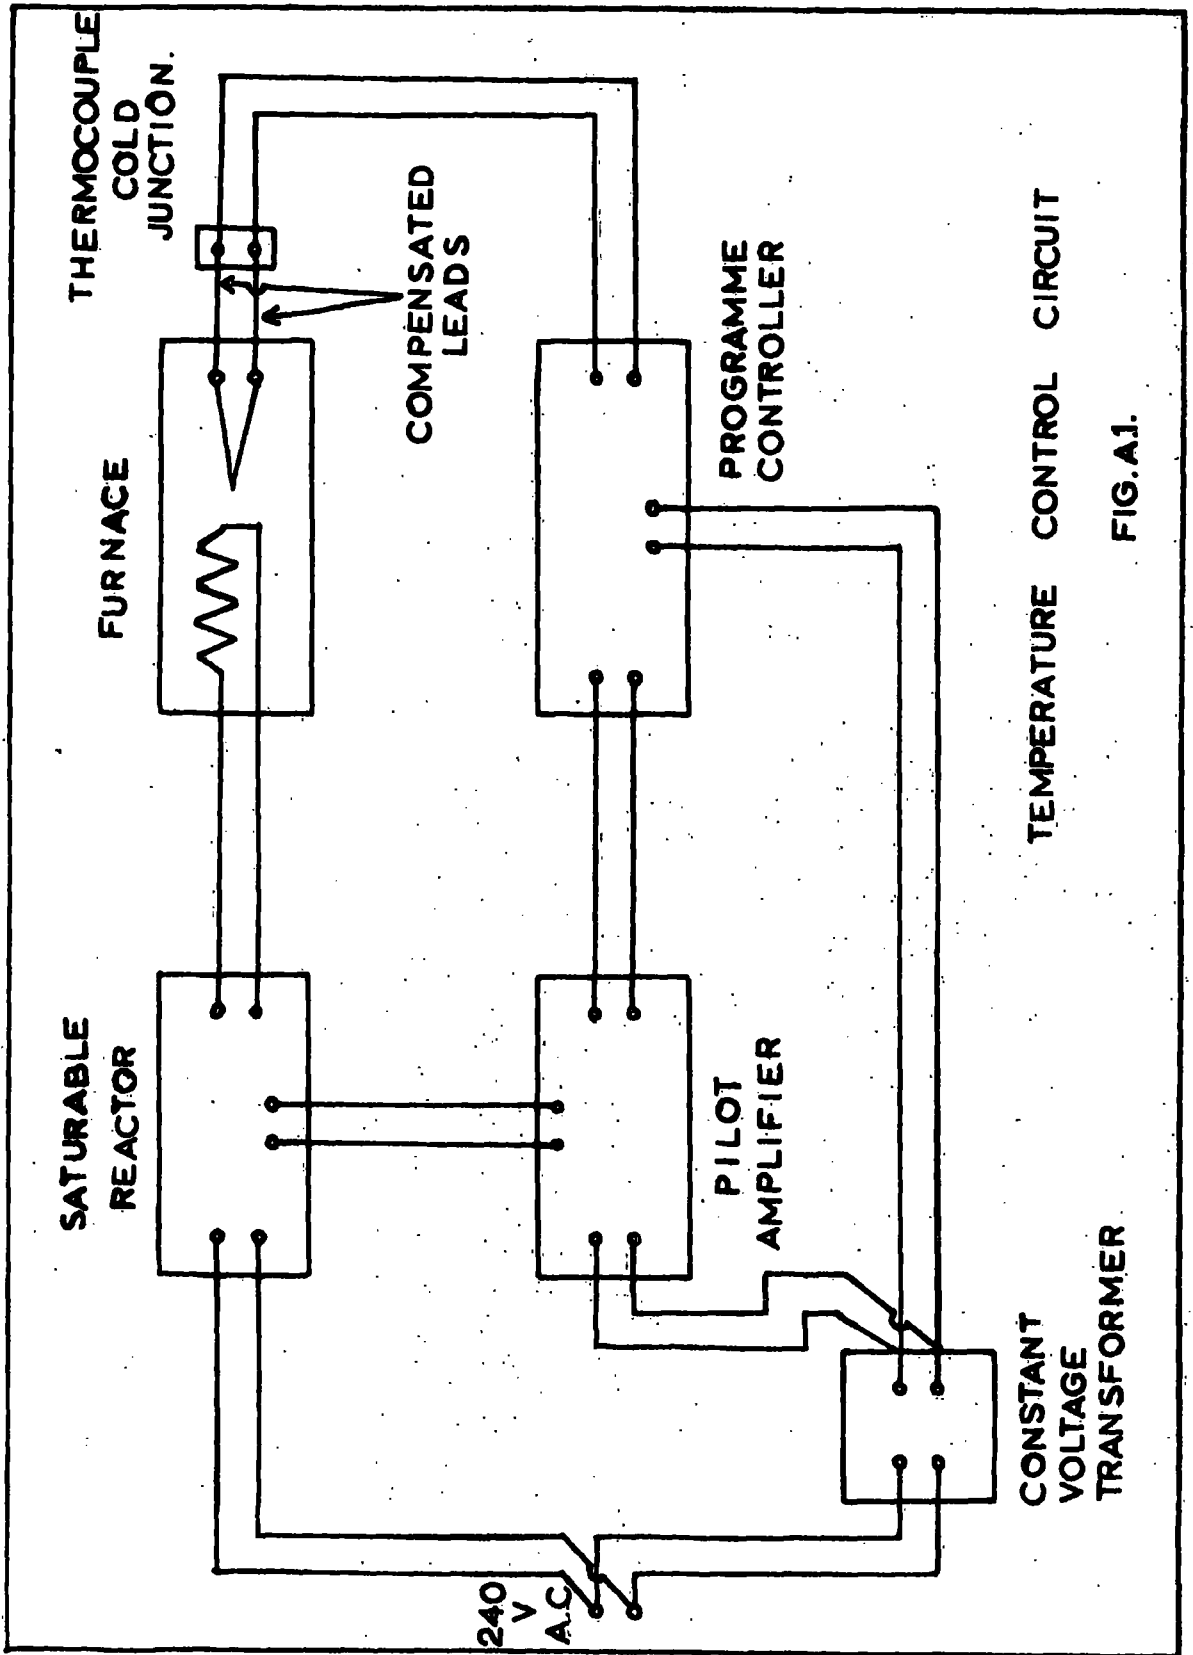 SATURABLE
REACTOR
FURNACE
THERMOCOUPLE
COLD
JUNCTION.
COMPENSATED
LEADS
240
V
A.C
PILOT
AMPLIFIER
PROGRAMME
CONTROLLER
CONSTANT
VOLTAGE
TRANSFORMER
TEMPERATURE CONTROL CIRCUIT
FIG.A.1.